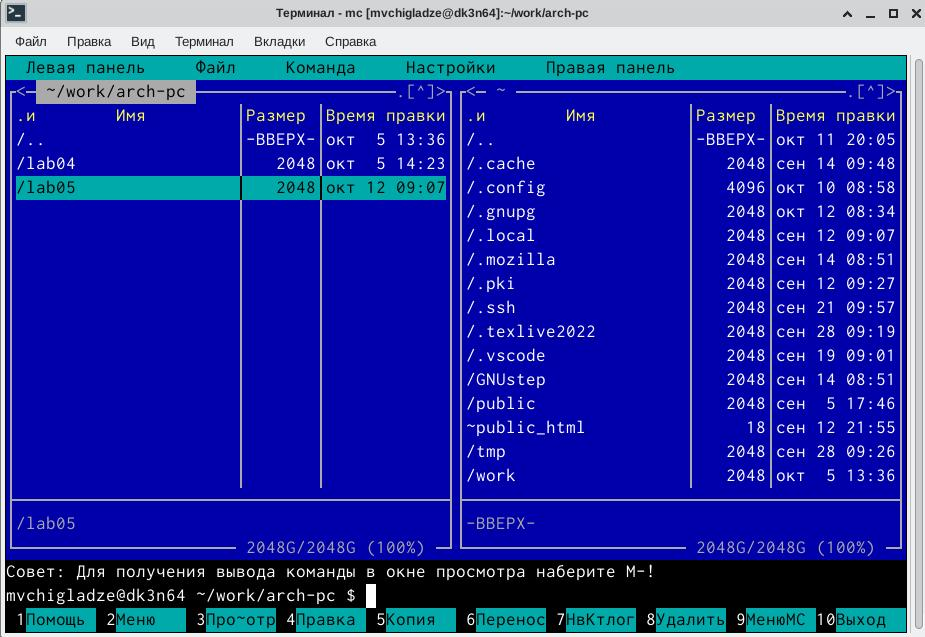 Терминал - mc [mvchigladze@dk3n64]:~/work/arch-pc
Файл Правка Вид Терминал Вкладки Справка
Левая панель Файл Команда Настройки Правая панель
<─ ~/work/arch-pc .[^]> <─ ~ .[^]>
.и Имя Размер Время правки .и Имя Размер Время правки
/.. -ВВЕРХ- окт 5 13:36 /.. -ВВЕРХ- окт 11 20:05
/lab04 2048 окт 5 14:23 /.cache 2048 сен 14 09:48
/lab05 2048 окт 12 09:07 /.config 4096 окт 10 08:58
/.gnupg 2048 окт 12 08:34
/.local 2048 сен 12 09:07
/.mozilla 2048 сен 14 08:51
/.pki 2048 сен 12 09:27
/.ssh 2048 сен 21 09:57
/.texlive2022 2048 сен 28 09:19
/.vscode 2048 сен 19 09:01
/GNUstep 2048 сен 14 08:51
/public 2048 сен 5 17:46
~public_html 18 сен 12 21:55
/tmp 2048 сен 28 09:26
/work 2048 окт 5 13:36
/lab05 -ВВЕРХ-
2048G/2048G (100%) 2048G/2048G (100%)
Совет: Для получения вывода команды в окне просмотра наберите M-!
mvchigladze@dk3n64 ~/work/arch-pc $
1Помощь 2Меню 3Про~отр 4Правка 5Копия 6Перенос 7НвКтлог 8Удалить 9МенюMC 10Выход